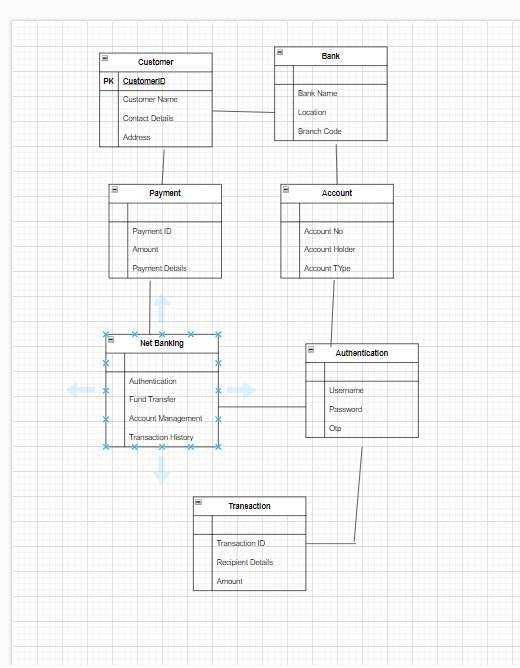 Customer
PK CustomerID
Customer Name
Contact Details
Address
Bank
Bank Name
Location
Branch Code
Payment
Payment ID
Amount
Payment Details
Account
Account No
Account Holder
Account TYpe
Net Banking
Authentication
Fund Transfer
Account Management
Transaction History
Authentication
Username
Password
Otp
Transaction
Transaction ID
Recipient Details
Amount